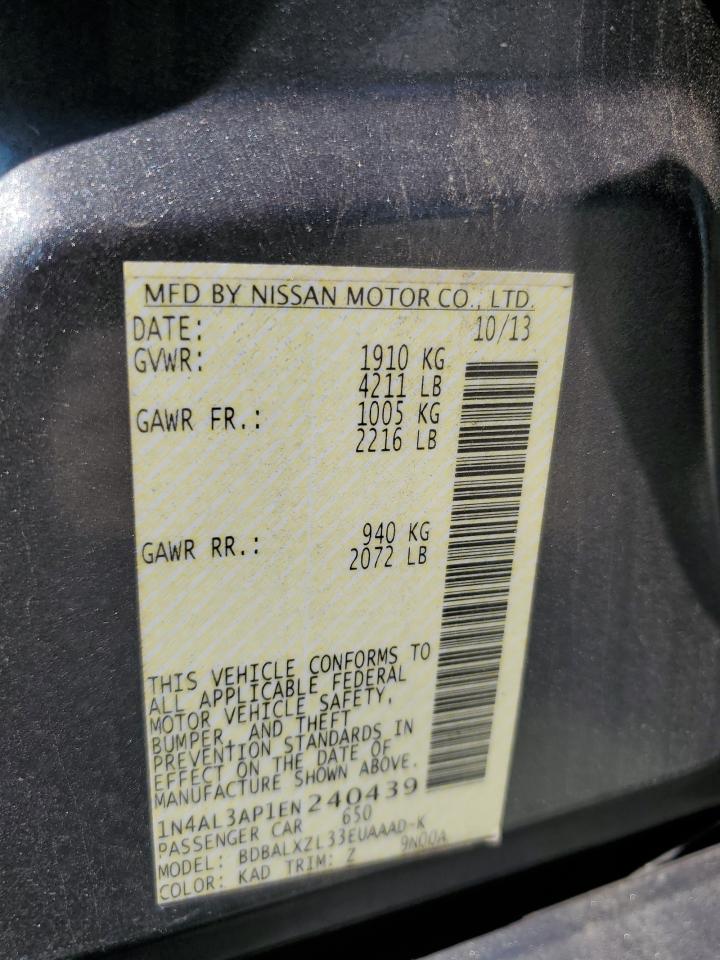 MFD BY NISSAN MOTOR CO., LTD.
DATE: 10/13
GVWR: 1910 KG
4211 LB
GAWR FR.: 1005 KG
2216 LB
GAWR RR.: 940 KG
2072 LB
THIS VEHICLE CONFORMS TO
ALL APPLICABLE FEDERAL
MOTOR VEHICLE SAFETY,
BUMPER, AND THEFT
PREVENTION STANDARDS IN
EFFECT ON THE DATE OF
MANUFACTURE SHOWN ABOVE.
1N4AL3AP1EN240439
PASSENGER CAR 650
MODEL: BDBALXZL33EUAAAD-K
COLOR: KAD TRIM: Z 9N00A